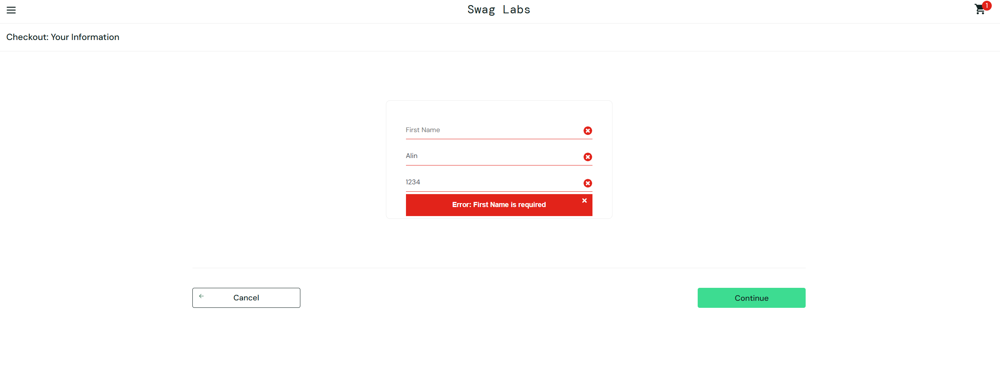 Swag Labs
1
Checkout: Your Information
First Name
Alin
1234
Error: First Name is required
Cancel
Continue